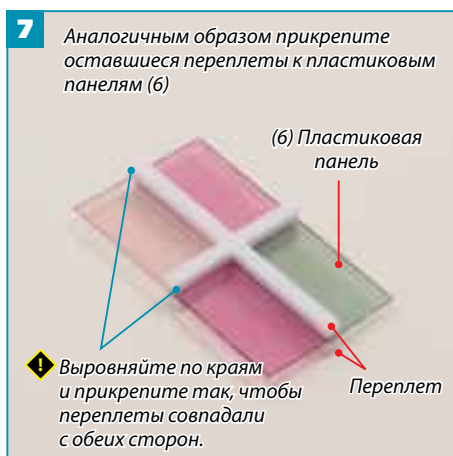 7
Аналогичным образом прикрепите
оставшиеся переплеты к пластиковым
панелям (6)
(6) Пластиковая
панель
! Выровняйте по краям
и прикрепите так, чтобы
переплеты совпадали
с обеих сторон.
Переплет